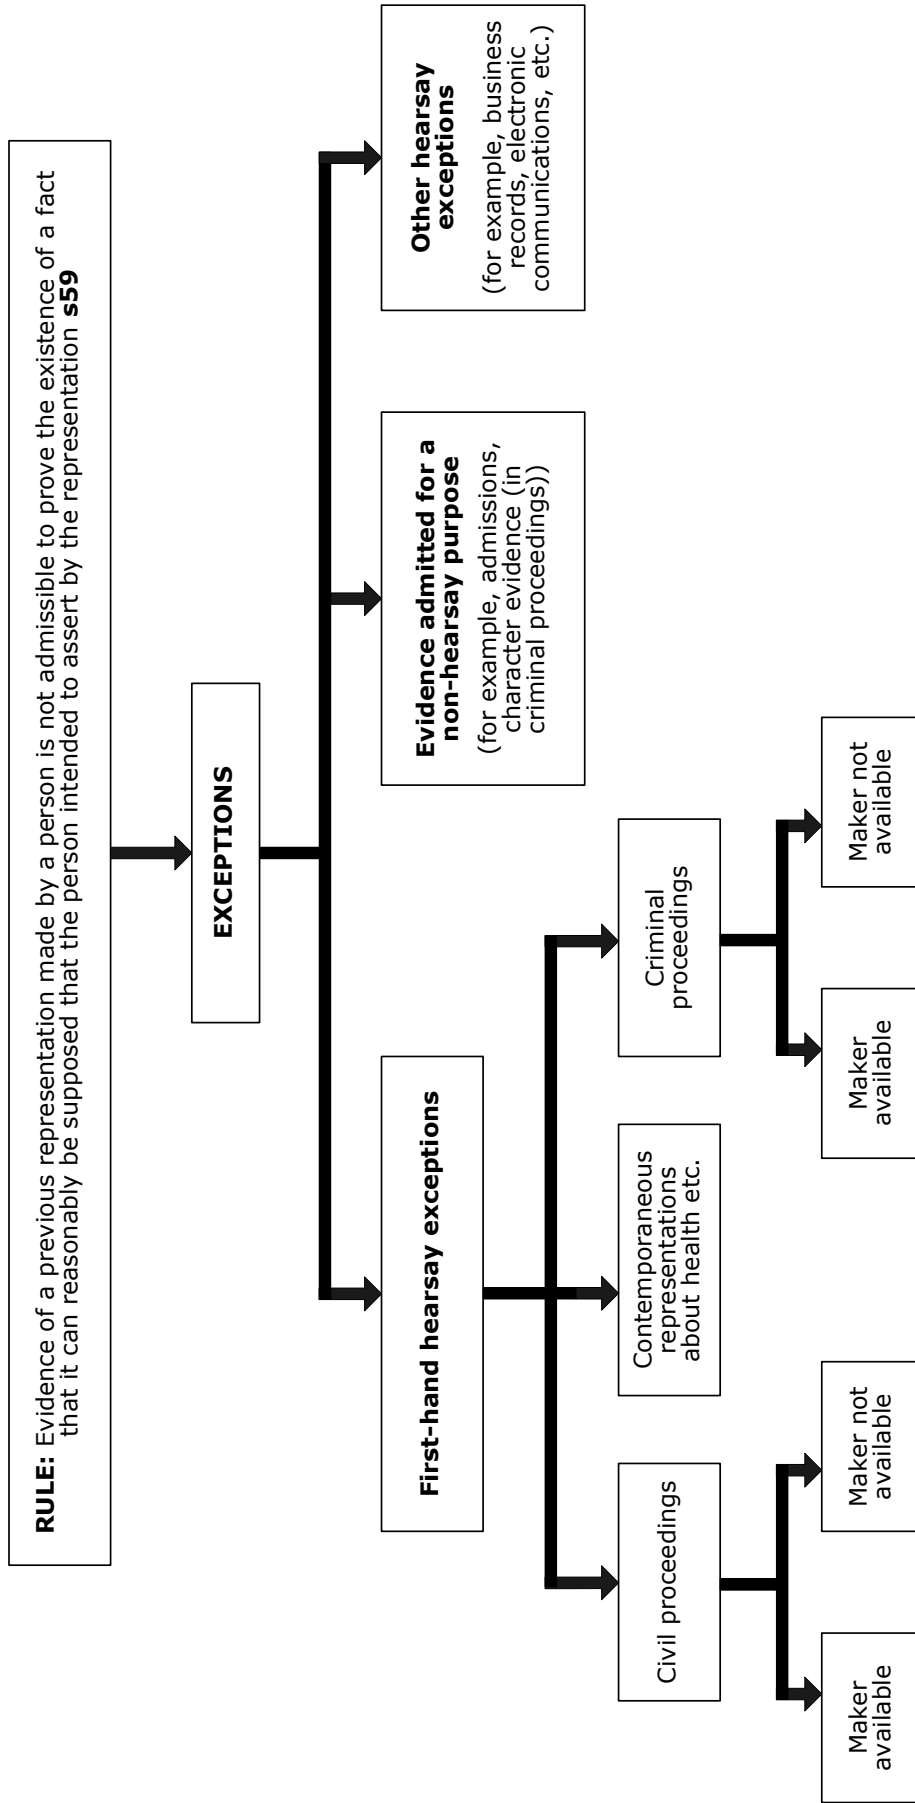 RULE: Evidence of a previous representation made by a person is not admissible to prove the existence of a fact
that it can reasonably be supposed that the person intended to assert by the representation s59
EXCEPTIONS
First-hand hearsay exceptions
Evidence admitted for a
non-hearsay purpose
(for example, admissions,
character evidence (in
criminal proceedings))
Other hearsay
exceptions
(for example, business
records, electronic
communications, etc.)
Civil proceedings
Contemporaneous
representations
about health etc.
Criminal
proceedings
Maker
available
Maker not
available
Maker
available
Maker not
available